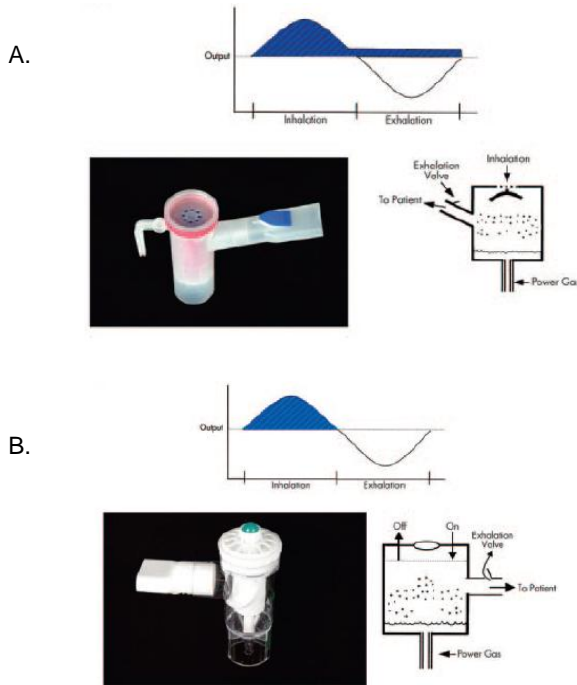 A.
Output
Inhalation
Exhalation
Exhalation
Valve
Inhalation
To Patient
Power Gas
B.
Output
Inhalation
Exhalation
Off
On
Exhalation
Valve
To Patient
Power Gas